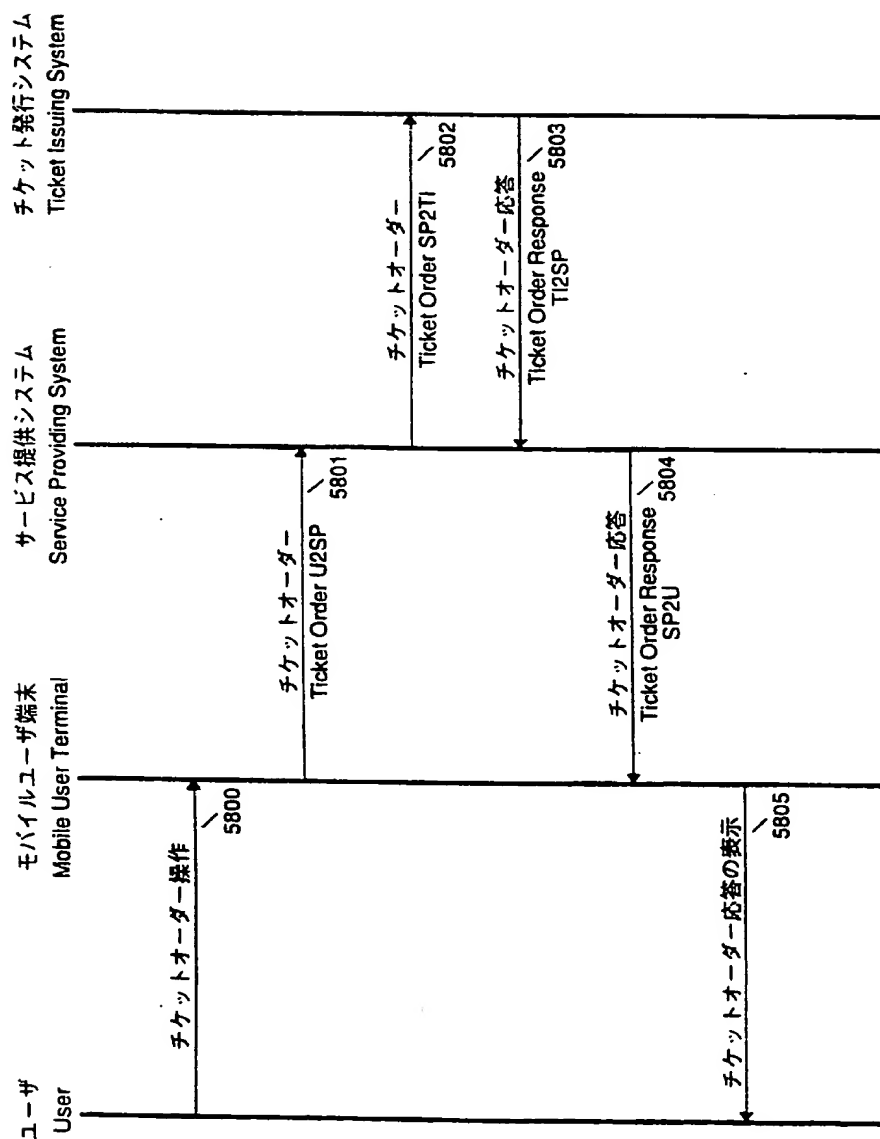 ユーザ
User
モバイルユーザ端末
Mobile User Terminal
サービス提供システム
Service Providing System
チケット発行システム
Ticket Issuing System
チケットオーダー操作
5800
チケットオーダー
Ticket Order U2SP
5801
チケットオーダー
Ticket Order SP2TI
5802
チケットオーダー応答
Ticket Order Response
TI2SP
5803
チケットオーダー応答
Ticket Order Response
SP2U
5804
チケットオーダー応答の表示
5805